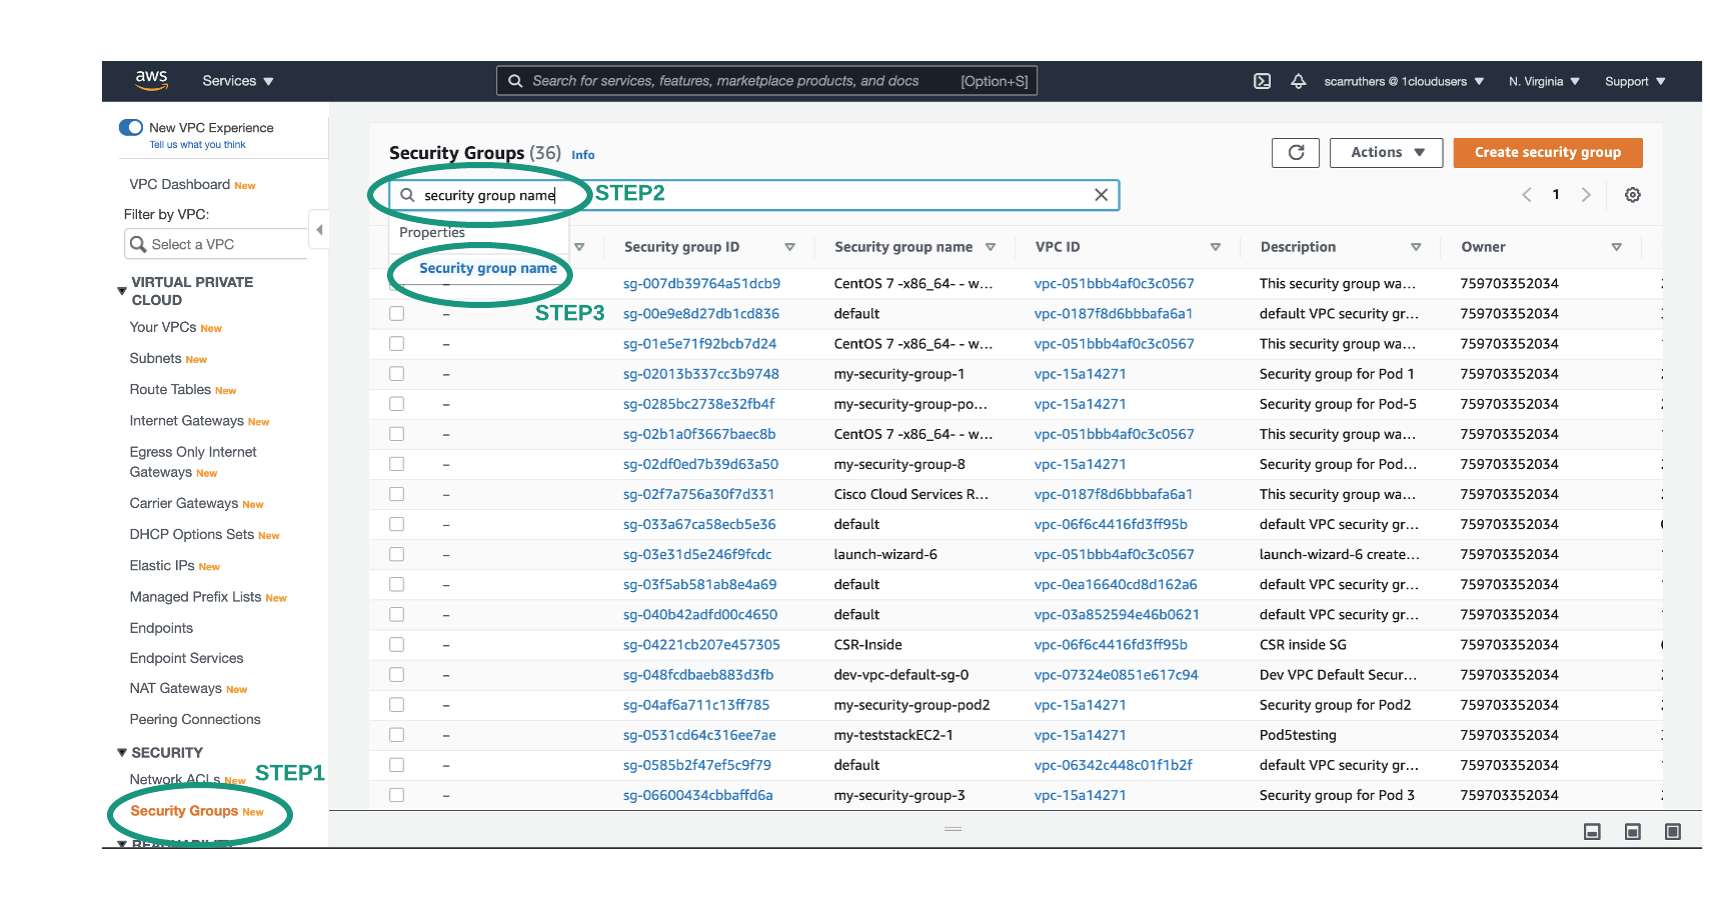 aws Services Search for services, features, marketplace products, and docs [Option+S] scarruthers @ 1cloudusers N. Virginia Support
New VPC Experience
Tell us what you think
VPC Dashboard New
Filter by VPC:
Select a VPC
VIRTUAL PRIVATE
CLOUD
Your VPCs New
Subnets New
Route Tables New
Internet Gateways New
Egress Only Internet
Gateways New
Carrier Gateways New
DHCP Options Sets New
Elastic IPs New
Managed Prefix Lists New
Endpoints
Endpoint Services
NAT Gateways New
Peering Connections
SECURITY
Network ACLs New
STEP1
Security Groups New
REACHABILITY
Security Groups (36) Info
Actions Create security group
security group name STEP2
1
Properties
Security group name
STEP3
Security group ID Security group name VPC ID Description Owner
– sg-007db39764a51dcb9 CentOS 7 -x86_64- - w... vpc-051bbb4af0c3c0567 This security group wa... 759703352034
– sg-00e9e8d27db1cd836 default vpc-0187f8d6bbbafa6a1 default VPC security gr... 759703352034
– sg-01e5e71f92bcb7d24 CentOS 7 -x86_64- - w... vpc-051bbb4af0c3c0567 This security group wa... 759703352034
– sg-02013b337cc3b9748 my-security-group-1 vpc-15a14271 Security group for Pod 1 759703352034
– sg-0285bc2738e32fb4f my-security-group-po... vpc-15a14271 Security group for Pod-5 759703352034
– sg-02b1a0f3667baec8b CentOS 7 -x86_64- - w... vpc-051bbb4af0c3c0567 This security group wa... 759703352034
– sg-02df0ed7b39d63a50 my-security-group-8 vpc-15a14271 Security group for Pod... 759703352034
– sg-02f7a756a30f7d331 Cisco Cloud Services R... vpc-0187f8d6bbbafa6a1 This security group wa... 759703352034
– sg-033a67ca58ecb5e36 default vpc-06f6c4416fd3ff95b default VPC security gr... 759703352034
– sg-03e31d5e246f9fcdc launch-wizard-6 vpc-051bbb4af0c3c0567 launch-wizard-6 create... 759703352034
– sg-03f5ab581ab8e4a69 default vpc-0ea16640cd8d162a6 default VPC security gr... 759703352034
– sg-040b42adfd00c4650 default vpc-03a852594e46b0621 default VPC security gr... 759703352034
– sg-04221cb207e457305 CSR-Inside vpc-06f6c4416fd3ff95b CSR inside SG 759703352034
– sg-048fcdbaeb883d3fb dev-vpc-default-sg-0 vpc-07324e0851e617c94 Dev VPC Default Secur... 759703352034
– sg-04af6a711c13ff785 my-security-group-pod2 vpc-15a14271 Security group for Pod2 759703352034
– sg-0531cd64c316ee7ae my-teststackEC2-1 vpc-15a14271 Pod5testing 759703352034
– sg-0585b2f47ef5c9f79 default vpc-06342c448c01f1b2f default VPC security gr... 759703352034
– sg-06600434cbbaffd6a my-security-group-3 vpc-15a14271 Security group for Pod 3 759703352034